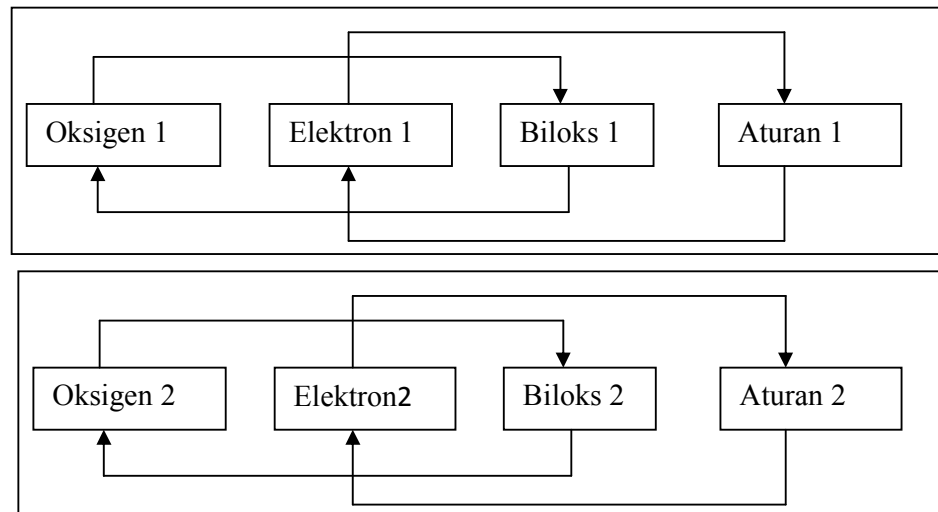 Oksigen 1
Elektron 1
Biloks 1
Aturan 1
Oksigen 2
Elektron2
Biloks 2
Aturan 2